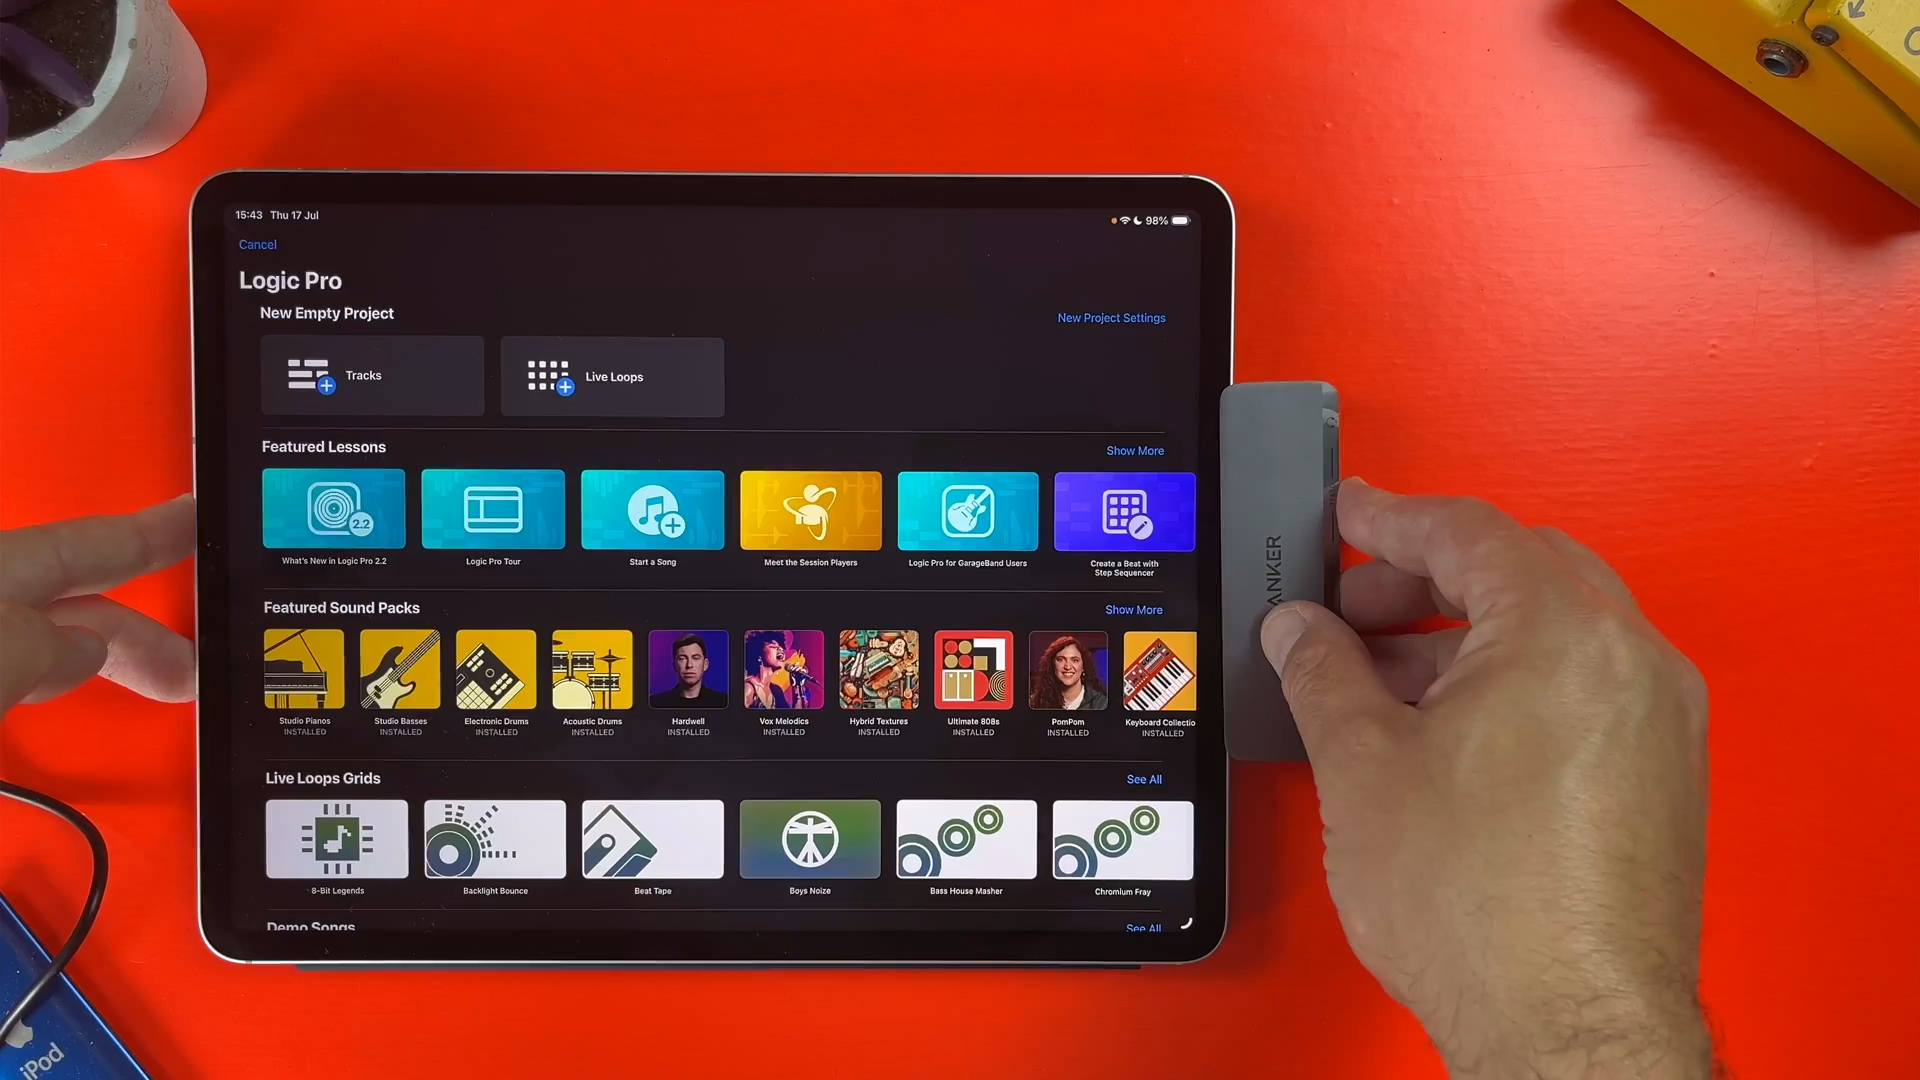 15:43 Thu 17 Jul
98%
Cancel
Logic Pro
New Empty Project
New Project Settings
Tracks
Live Loops
Featured Lessons
Show More
2.2
What's New in Logic Pro 2.2
Logic Pro Tour
Start a Song
Meet the Session Players
Logic Pro for GarageBand Users
Create a Beat with
Step Sequencer
Featured Sound Packs
Show More
Studio Pianos
INSTALLED
Studio Basses
INSTALLED
Electronic Drums
INSTALLED
Acoustic Drums
INSTALLED
Hardwell
INSTALLED
Vox Melodics
INSTALLED
Hybrid Textures
INSTALLED
Ultimate 808s
INSTALLED
PomPom
INSTALLED
Keyboard Collectio
INSTALLED
Live Loops Grids
See All
8-Bit Legends
Backlight Bounce
Beat Tape
Boys Noize
Bass House Masher
Chromium Fray
Demo Songs
See All
ANKER
iPod